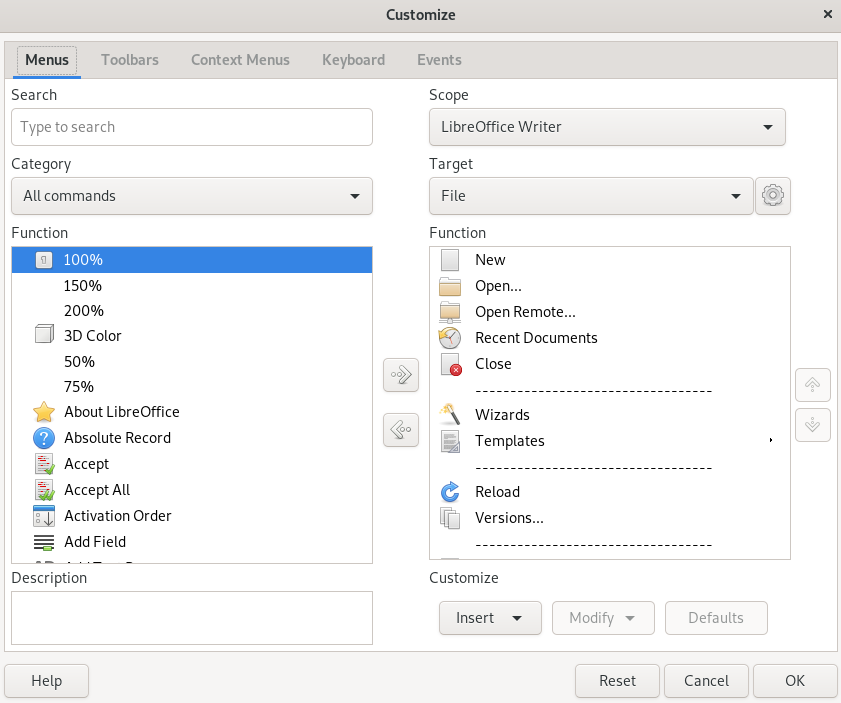 Customize
Menus Toolbars Context Menus Keyboard Events
Search
Type to search
Category
All commands
Function
100%
150%
200%
3D Color
50%
75%
About LibreOffice
Absolute Record
Accept
Accept All
Activation Order
Add Field
Description
Scope
LibreOffice Writer
Target
File
Function
New
Open...
Open Remote...
Recent Documents
Close
----------------------------------
Wizards
Templates
----------------------------------
Reload
Versions...
----------------------------------
Customize
Insert Modify Defaults
Help Reset Cancel OK